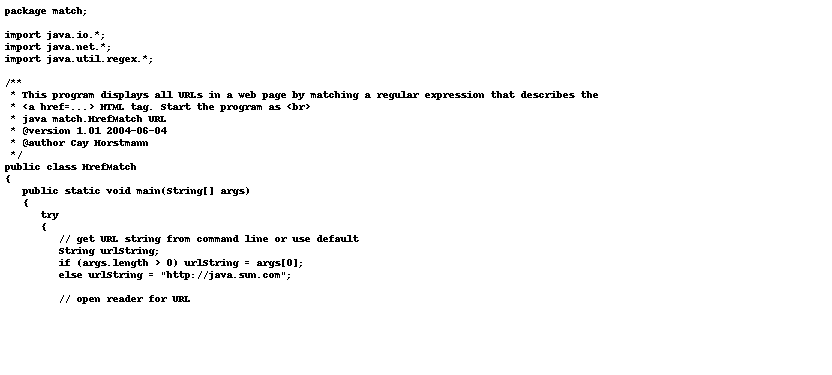 package match;

import java.io.*;
import java.net.*;
import java.util.regex.*;

/**
 * This program displays all URLs in a web page by matching a regular expression that describes the
 * <a href=...> HTML tag. Start the program as <br>
 * java match.HrefMatch URL
 * @version 1.01 2004-06-04
 * @author Cay Horstmann
 */
public class HrefMatch
{
   public static void main(String[] args)
   {
      try
      {
         // get URL string from command line or use default
         String urlString;
         if (args.length > 0) urlString = args[0];
         else urlString = "http://java.sun.com";

         // open reader for URL